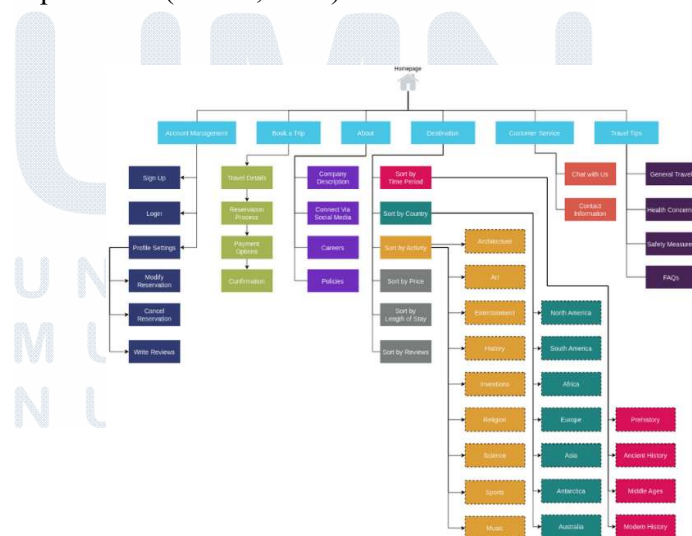 Homepage
Account Management
Book a Trip
About
Destination
Customer Service
Travel Tips
Sign Up
Login
Profile Settings
Modify
Reservation
Cancel
Reservation
Write Reviews
Travel Details
Reservation
Process
Payment
Options
Confirmation
Company
Description
Connect Via
Social Media
Careers
Policies
Sort by
Time Period
Sort by Country
Sort by Activity
Sort by Price
Sort by
Length of Stay
Sort by Reviews
Architecture
Art
Entertainment
History
Inventions
Religion
Science
Sports
Music
North America
South America
Africa
Europe
Asia
Antarctica
Australia
Prehistory
Ancient History
Middle Ages
Modern History
Chat with Us
Contact
Information
General Travel
Health Concern
Safety Measure
FAQs
UMN
U N
M U
N U